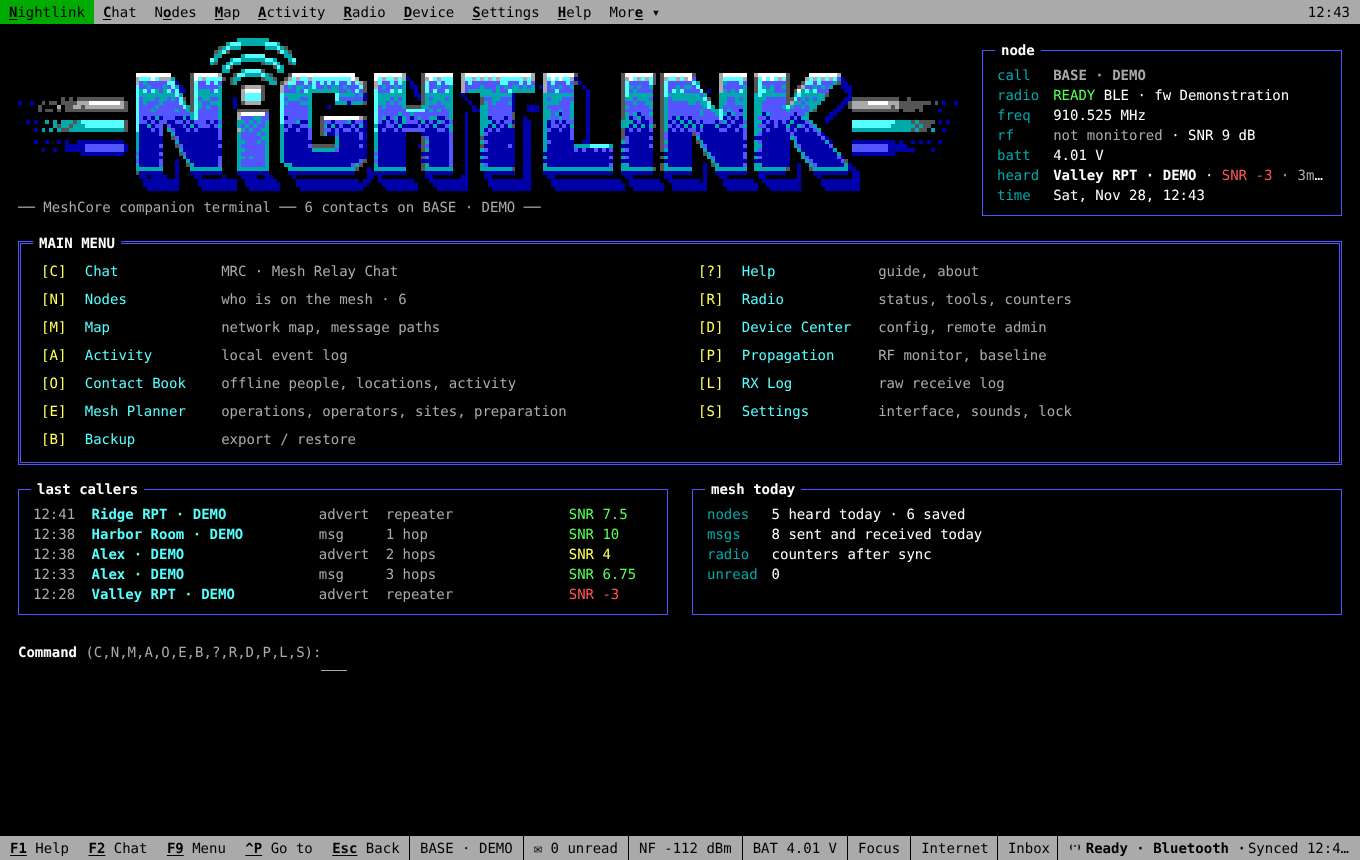 Nightlink Chat Nodes Map Activity Radio Device Settings Help More ▾ 12:43
NiGHTLiNK
node
call BASE · DEMO
radio READY BLE · fw Demonstration
freq 910.525 MHz
rf not monitored · SNR 9 dB
batt 4.01 V
heard Valley RPT · DEMO · SNR -3 · 3m…
time Sat, Nov 28, 12:43
── MeshCore companion terminal ── 6 contacts on BASE · DEMO ──
MAIN MENU
[C] Chat MRC · Mesh Relay Chat [?] Help guide, about
[N] Nodes who is on the mesh · 6 [R] Radio status, tools, counters
[M] Map network map, message paths [D] Device Center config, remote admin
[A] Activity local event log [P] Propagation RF monitor, baseline
[O] Contact Book offline people, locations, activity [L] RX Log raw receive log
[E] Mesh Planner operations, operators, sites, preparation [S] Settings interface, sounds, lock
[B] Backup export / restore
last callers
12:41 Ridge RPT · DEMO advert repeater SNR 7.5
12:38 Harbor Room · DEMO msg 1 hop SNR 10
12:38 Alex · DEMO advert 2 hops SNR 4
12:33 Alex · DEMO msg 3 hops SNR 6.75
12:28 Valley RPT · DEMO advert repeater SNR -3
mesh today
nodes 5 heard today · 6 saved
msgs 8 sent and received today
radio counters after sync
unread 0
Command (C,N,M,A,O,E,B,?,R,D,P,L,S):
F1 Help F2 Chat F9 Menu ^P Go to Esc Back BASE · DEMO ✉ 0 unread NF -112 dBm BAT 4.01 V Focus Internet Inbox Ready · Bluetooth · Synced 12:4…